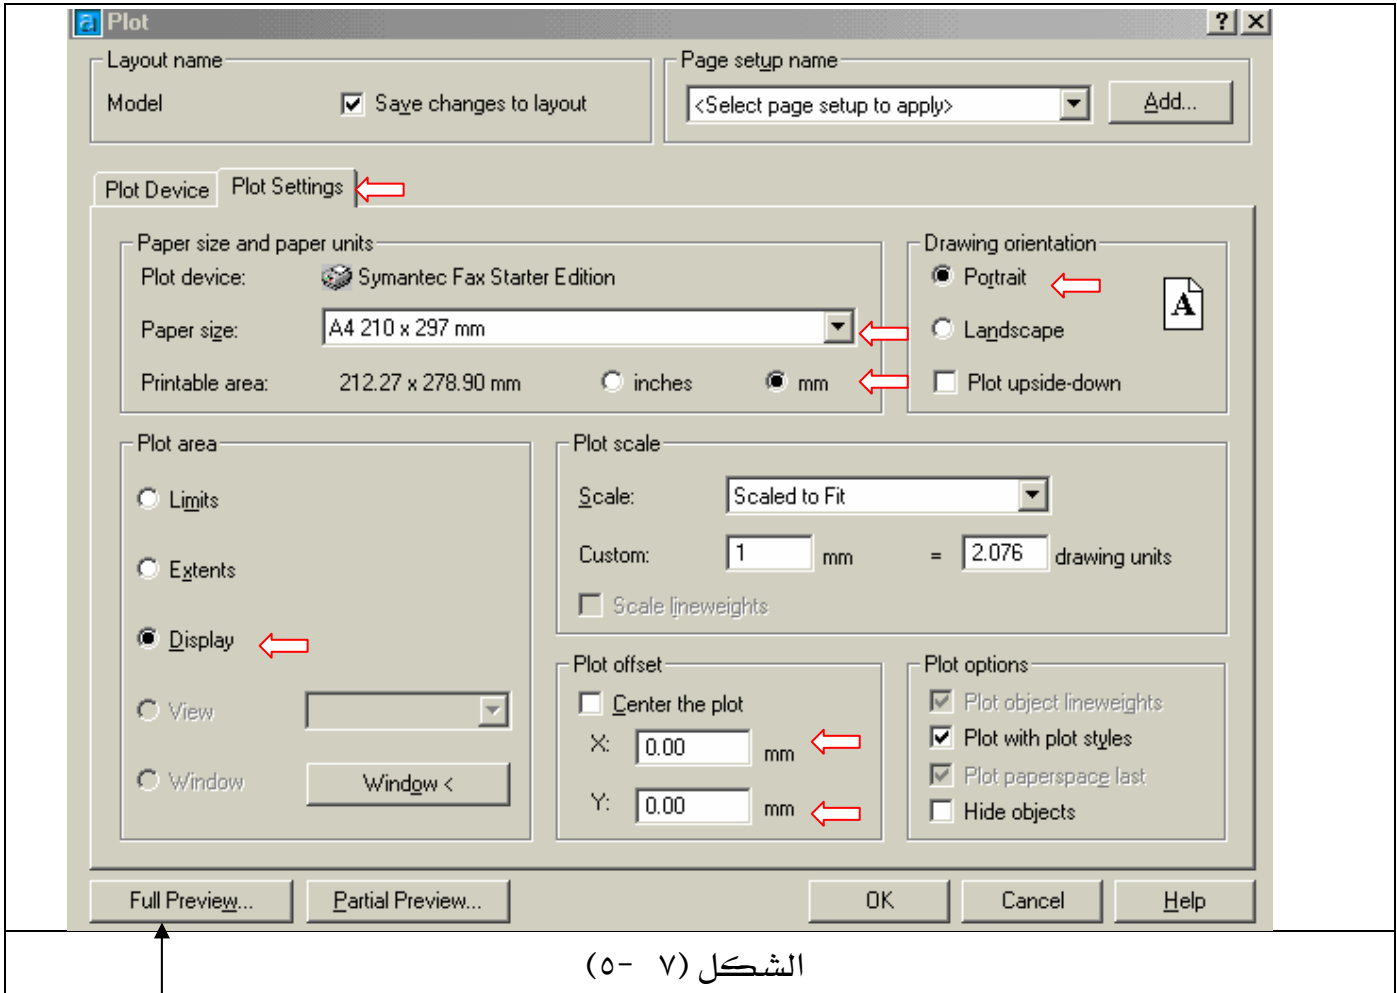 Plot
Layout name
Model
Save changes to layout
Page setup name
<Select page setup to apply>
Add...
Plot Device
Plot Settings
Paper size and paper units
Plot device:
Symantec Fax Starter Edition
Paper size:
A4 210 x 297 mm
Printable area:
212.27 x 278.90 mm
inches
mm
Drawing orientation
Portrait
Landscape
Plot upside-down
A
Plot area
Limits
Extents
Display
View
Window
Window <
Plot scale
Scale:
Scaled to Fit
Custom:
1
mm
=
2.076
drawing units
Scale lineweights
Plot offset
Center the plot
X:
0.00
mm
Y:
0.00
mm
Plot options
Plot object lineweights
Plot with plot styles
Plot paperspace last
Hide objects
Full Preview...
Partial Preview...
OK
Cancel
Help
الشكل (٧ -٥)